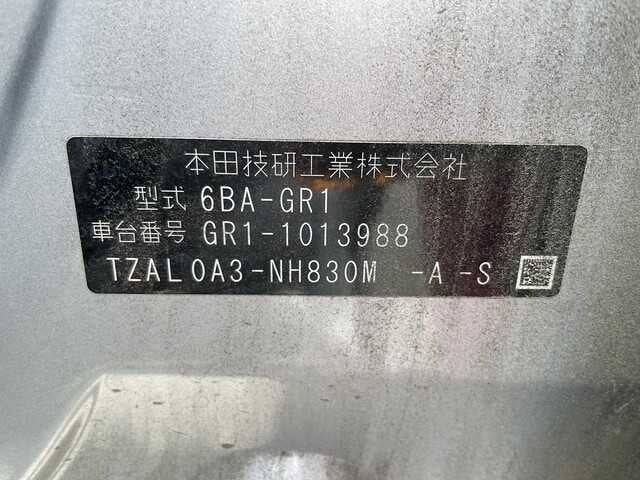 本田技研工業株式会社
型式 6BA-GR1
車台番号 GR1-1013988
TZAL0A3-NH830M -A-S